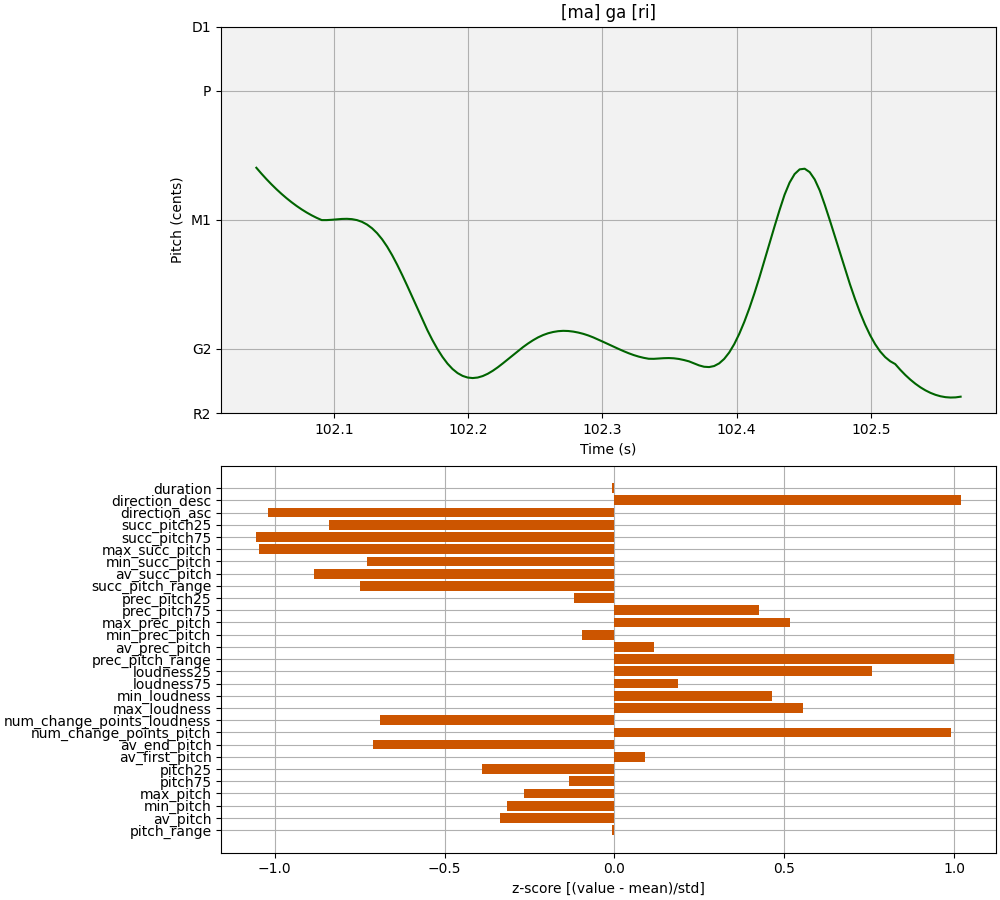 [ma] ga [ri]
D1
P
M1
G2
R2
Pitch (cents)
102.1 102.2 102.3 102.4 102.5
Time (s)
duration
direction_desc
direction_asc
succ_pitch25
succ_pitch75
max_succ_pitch
min_succ_pitch
av_succ_pitch
succ_pitch_range
prec_pitch25
prec_pitch75
max_prec_pitch
min_prec_pitch
av_prec_pitch
prec_pitch_range
loudness25
loudness75
min_loudness
max_loudness
num_change_points_loudness
num_change_points_pitch
av_end_pitch
av_first_pitch
pitch25
pitch75
max_pitch
min_pitch
av_pitch
pitch_range
−1.0 −0.5 0.0 0.5 1.0
z-score [(value - mean)/std]